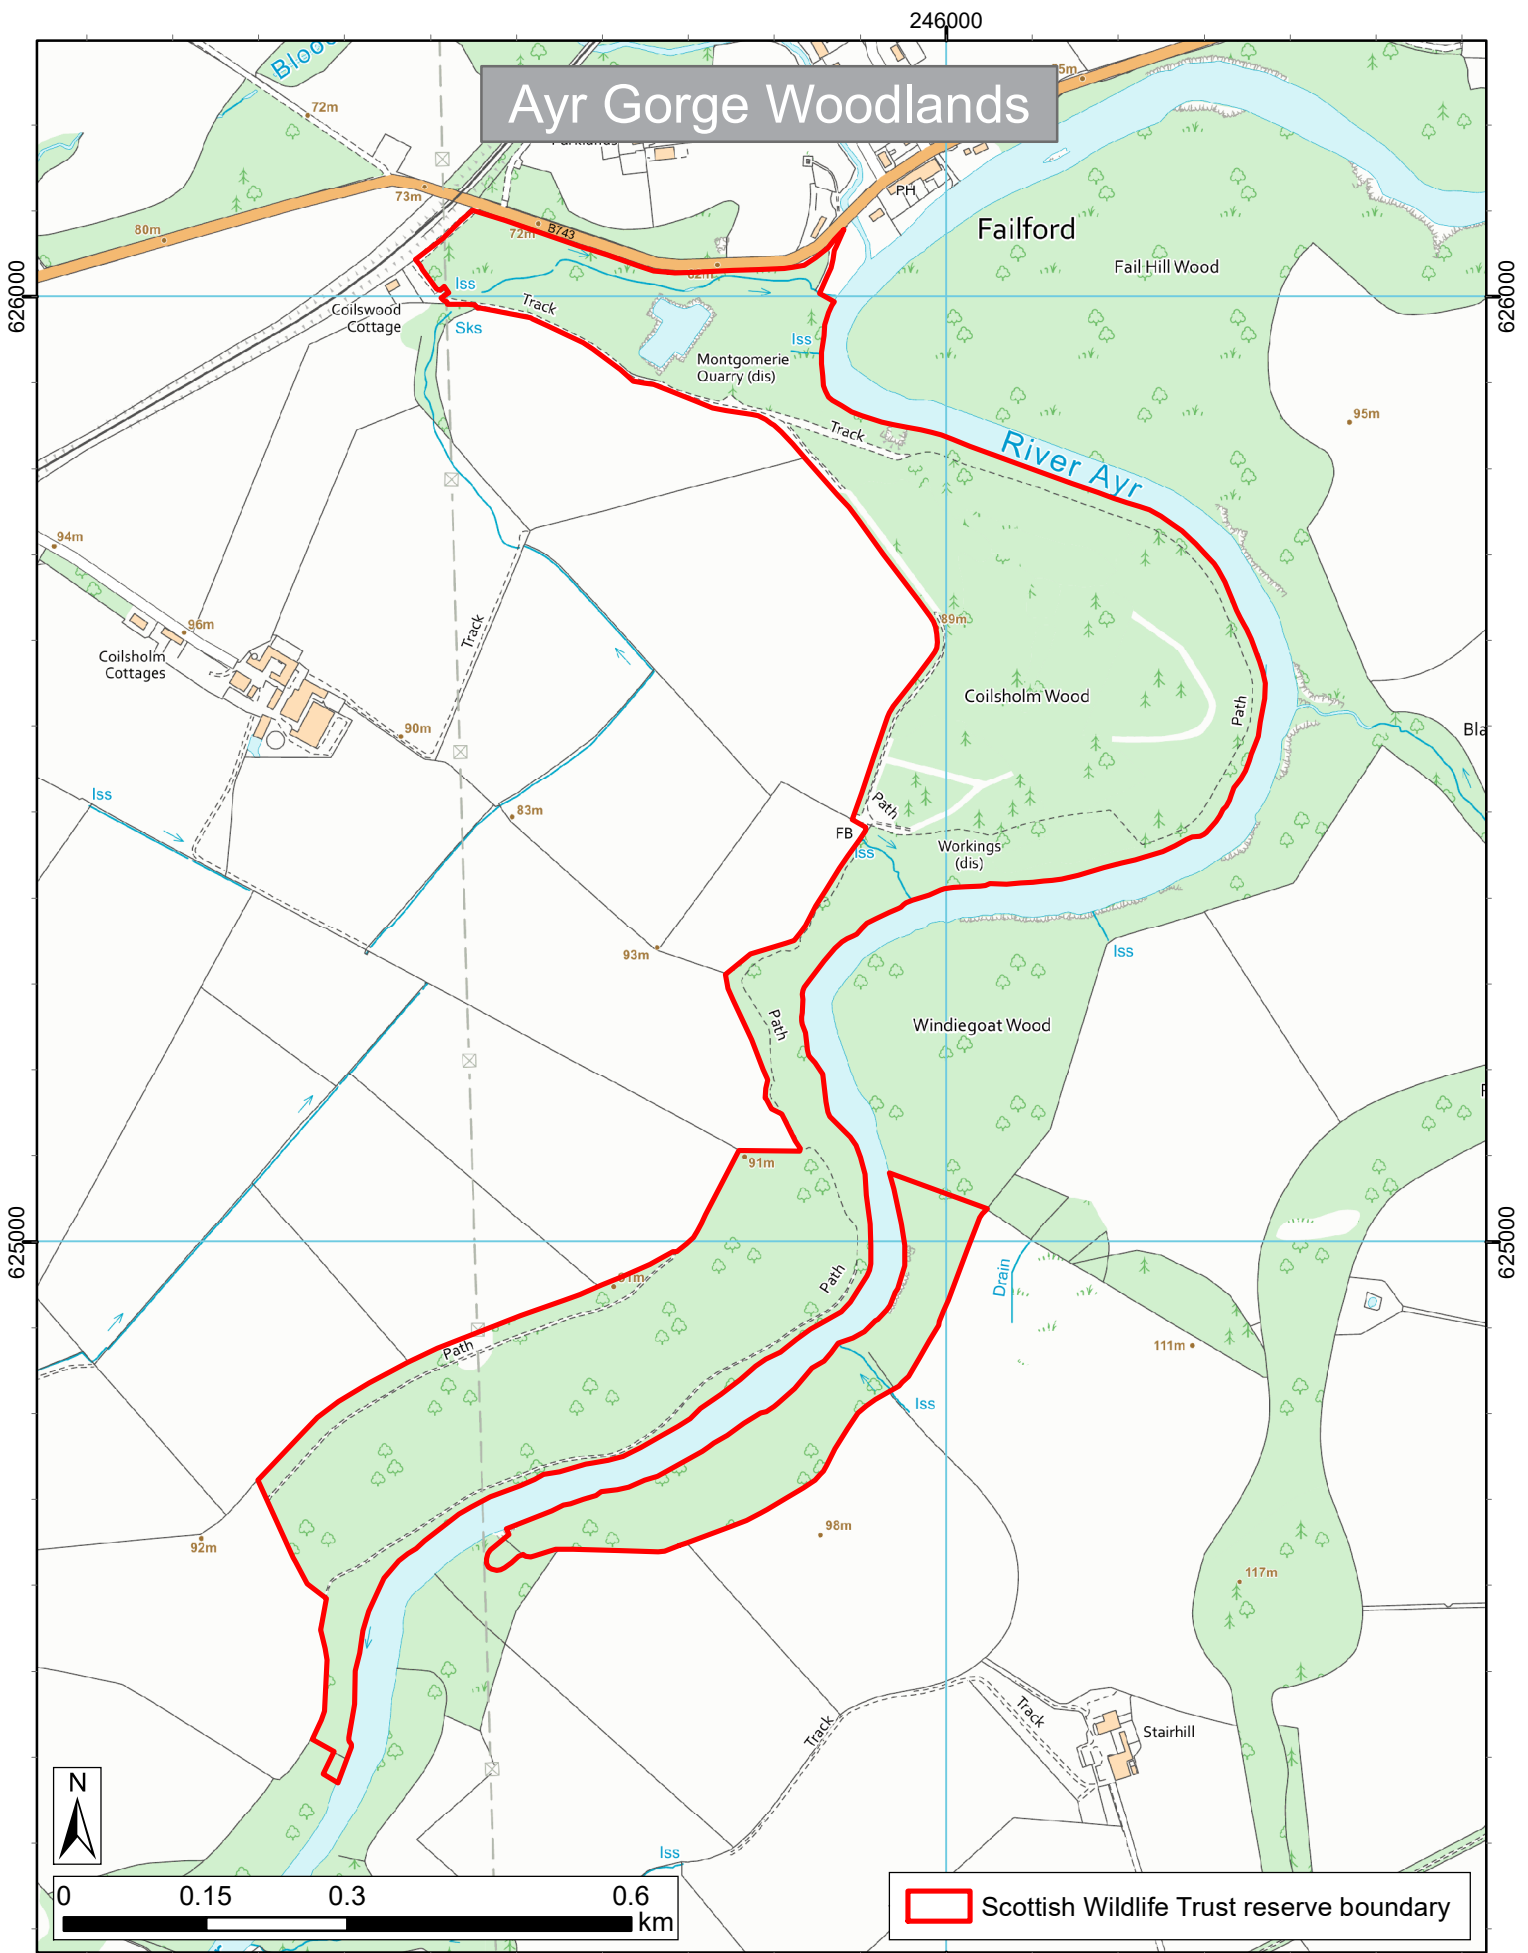 246000
Bloo
72m
Ayr Gorge Woodlands
73m
PH
80m
72m
B743
Failford
Fail Hill Wood
626000
626000
Iss
Track
Coilswood
Cottage
Sks
Iss
Montgomerie
Quarry (dis)
95m
Track
River Ayr
94m
96m
89m
Track
Coilsholm
Cottages
Coilsholm Wood
Path
90m
Bla
Iss
83m
Path
FB
Iss
Workings
(dis)
93m
Iss
Path
Windiegoat Wood
91m
625000
625000
Path
Drain
91m
Path
111m
Iss
98m
92m
117m
Track
Track
Stairhill
N
Iss
0 0.15 0.3 0.6
km
Scottish Wildlife Trust reserve boundary